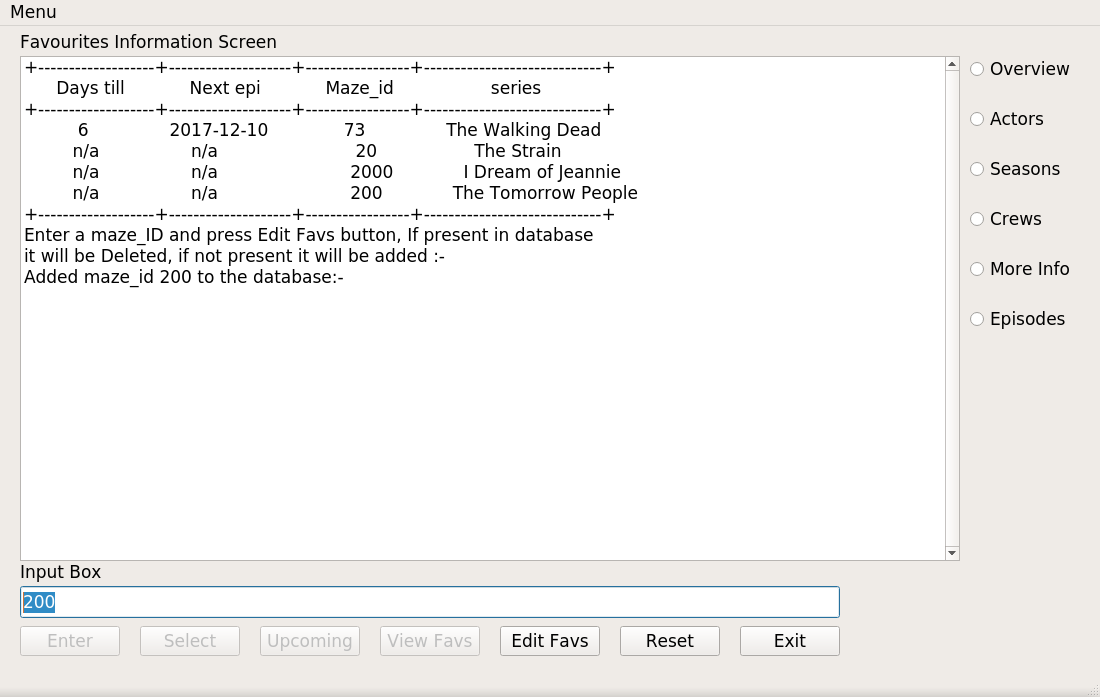 Menu
Favourites Information Screen
+-------------------+--------------------+-----------------+-----------------------------+
Days till Next epi Maze_id series
+-------------------+--------------------+-----------------+-----------------------------+
6 2017-12-10 73 The Walking Dead
n/a n/a 20 The Strain
n/a n/a 2000 I Dream of Jeannie
n/a n/a 200 The Tomorrow People
+-------------------+--------------------+-----------------+-----------------------------+
Enter a maze_ID and press Edit Favs button, If present in database
it will be Deleted, if not present it will be added :-
Added maze_id 200 to the database:-
Overview
Actors
Seasons
Crews
More Info
Episodes
Input Box
200
Enter Select Upcoming View Favs Edit Favs Reset Exit